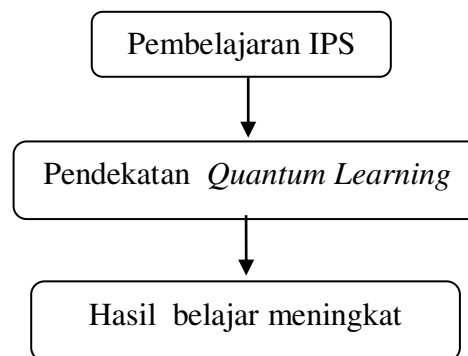 Pembelajaran IPS
Pendekatan Quantum Learning
Hasil belajar meningkat